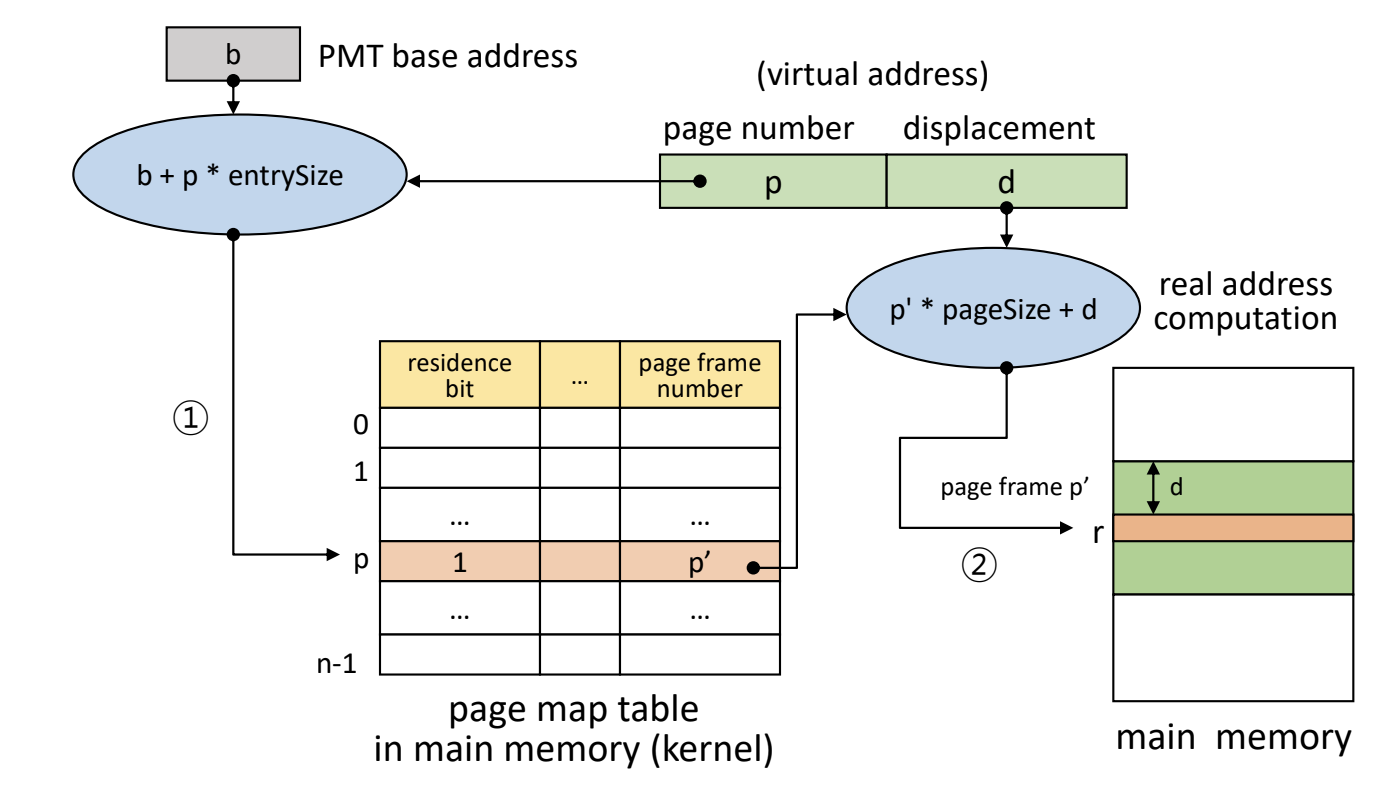 b
PMT base address
(virtual address)
page number displacement
b + p * entrySize
p d
p' * pageSize + d
real address
computation
residence
bit
...
page frame
number
①
0
1
... ...
page frame p’
d
p 1 p’
r
②
... ...
n-1
page map table
in main memory (kernel)
main memory